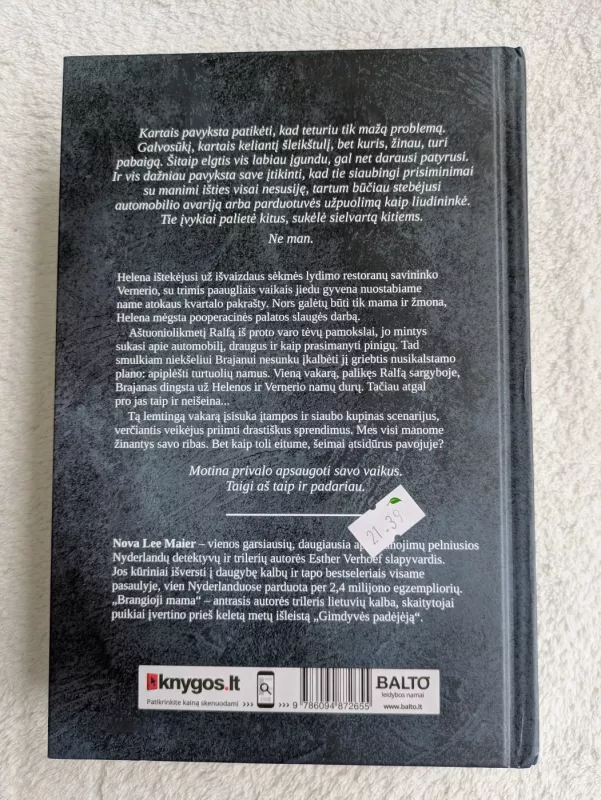 Kartais pavyksta patikėti, kad teturiu tik mažą problemą.
Galvosūkį, kartais keliantį šleikštulį, bet kuris, žinau, turi
pabaigą. Šitaip elgtis vis labiau įgundu, gal net darausi patyrusi.
Ir vis dažniau pavyksta save įtikinti, kad tie siaubingi prisiminimai
su manimi išties visai nesusiję, tartum būčiau stebėjusi
automobilio avariją arba parduotuvės užpuolimą kaip liudininkė.
Tie įvykiai palietė kitus, sukėlė sielvartą kitiems.
Ne man.
Helena ištekėjusi už išvaizdaus sėkmės lydimo restoranų savininko
Vernerio, su trimis paaugliais vaikais jiedu gyvena nuostabiame
name atokaus kvartalo pakrašty. Nors galėtų būti tik mama ir žmona,
Helena mėgsta pooperacinės palatos slaugės darbą.
Aštuoniolikmetį Ralfą iš proto varo tėvų pamokslai, jo mintys
sukasi apie automobilį, draugus ir kaip prasimanyti pinigų. Tad
smulkiam niekšeliui Brajanui nesunku įkalbėti jį griebtis nusikalstamo
plano: apiplėšti turtuolių namus. Vieną vakarą, palikęs Ralfą sargyboje,
Brajanas dingsta už Helenos ir Vernerio namų durų. Tačiau atgal
pro jas taip ir neišeina...
Tą lemtingą vakarą įsisuka įtampos ir siaubo kupinas scenarijus,
verčiantis veikėjus priimti drastiškus sprendimus. Mes visi manome
žinantys savo ribas. Bet kaip toli eitume, šeimai atsidūrus pavojuje?
Motina privalo apsaugoti savo vaikus.
Taigi aš taip ir padariau.
21.39
Nova Lee Maier – vienos garsiausių, daugiausia ap nojimų pelniusios
Nyderlandų detektyvų ir trilerių autorės Esther Verhoef slapyvardis.
Jos kūriniai išversti į daugybę kalbų ir tapo bestseleriais visame
pasaulyje, vien Nyderlanduose parduota per 2,4 milijono egzempliorių.
„Brangioji mama“ – antrasis autorės trileris lietuvių kalba, skaitytojai
puikiai įvertino prieš keletą metų išleistą „Gimdyvės padėjėją“.
knygos.lt
Patikrinkite kainą skenuodami ››› ›››
9 786094 872655
BALTO
leidybos namai
www.balto.lt